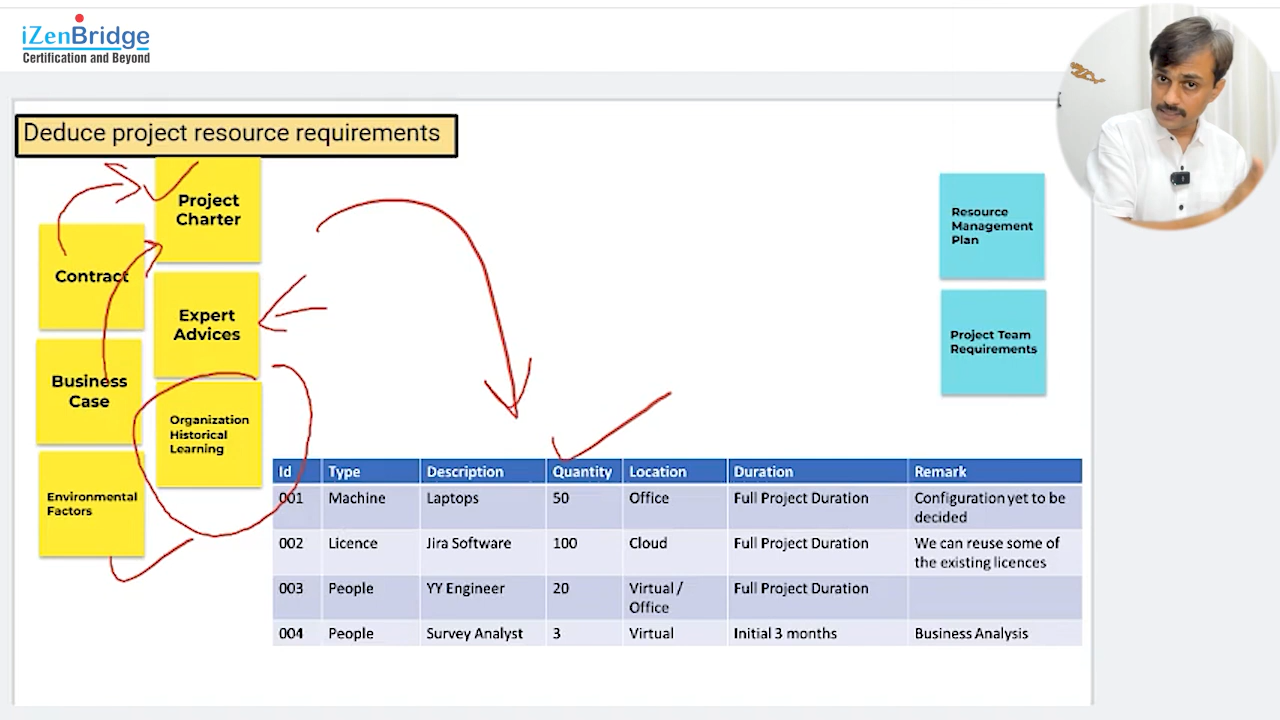 iZenBridge
Certification and Beyond
Deduce project resource requirements
Project
Charter
Contract
Expert
Advices
Business
Case
Organization
Historical
Learning
Environmental
Factors
Resource
Management
Plan
Project Team
Requirements
Id Type Description Quantity Location Duration Remark
001 Machine Laptops 50 Office Full Project Duration Configuration yet to be
decided
002 Licence Jira Software 100 Cloud Full Project Duration We can reuse some of
the existing licences
003 People YY Engineer 20 Virtual / Full Project Duration
Office
004 People Survey Analyst 3 Virtual Initial 3 months Business Analysis